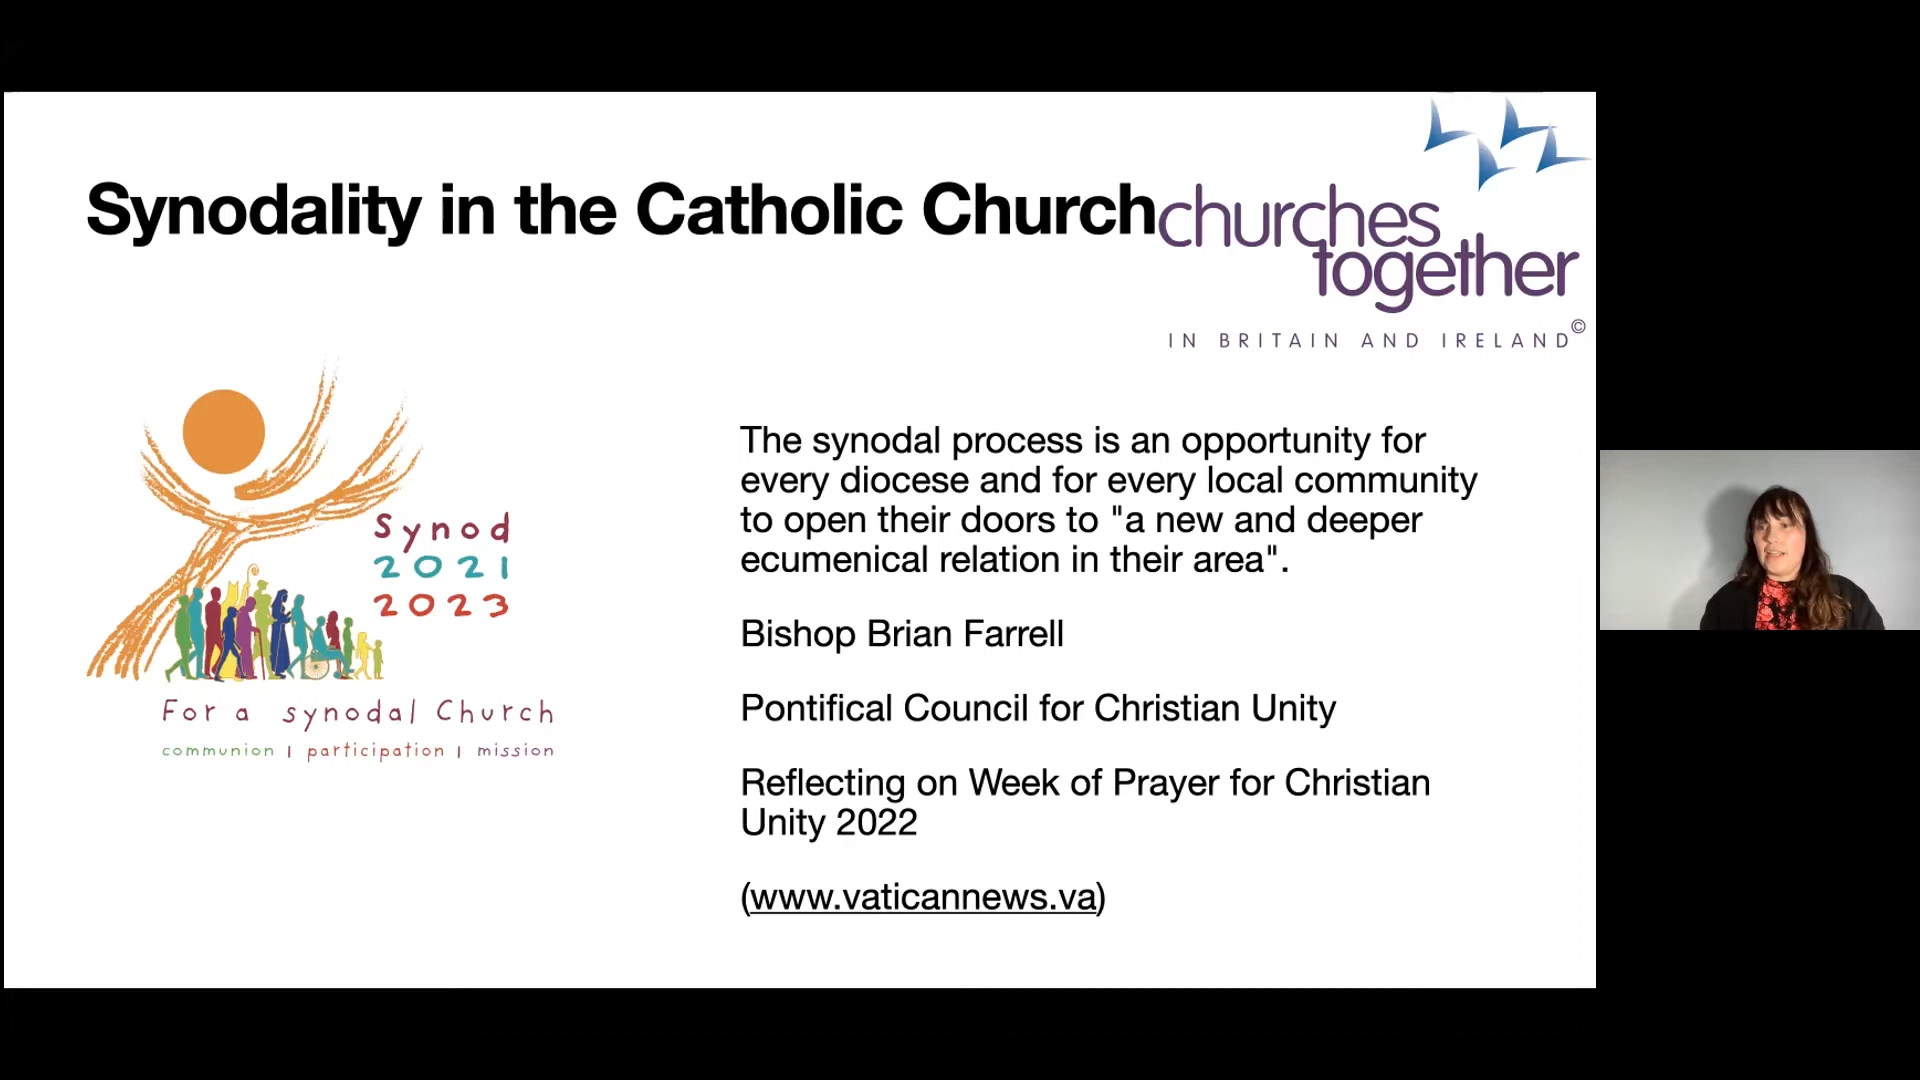 Synodality in the Catholic Church
churches
together
IN BRITAIN AND IRELAND©
Synod
2021
2023
For a synodal Church
communion | participation | mission
The synodal process is an opportunity for
every diocese and for every local community
to open their doors to "a new and deeper
ecumenical relation in their area".
Bishop Brian Farrell
Pontifical Council for Christian Unity
Reflecting on Week of Prayer for Christian
Unity 2022
(www.vaticannews.va)